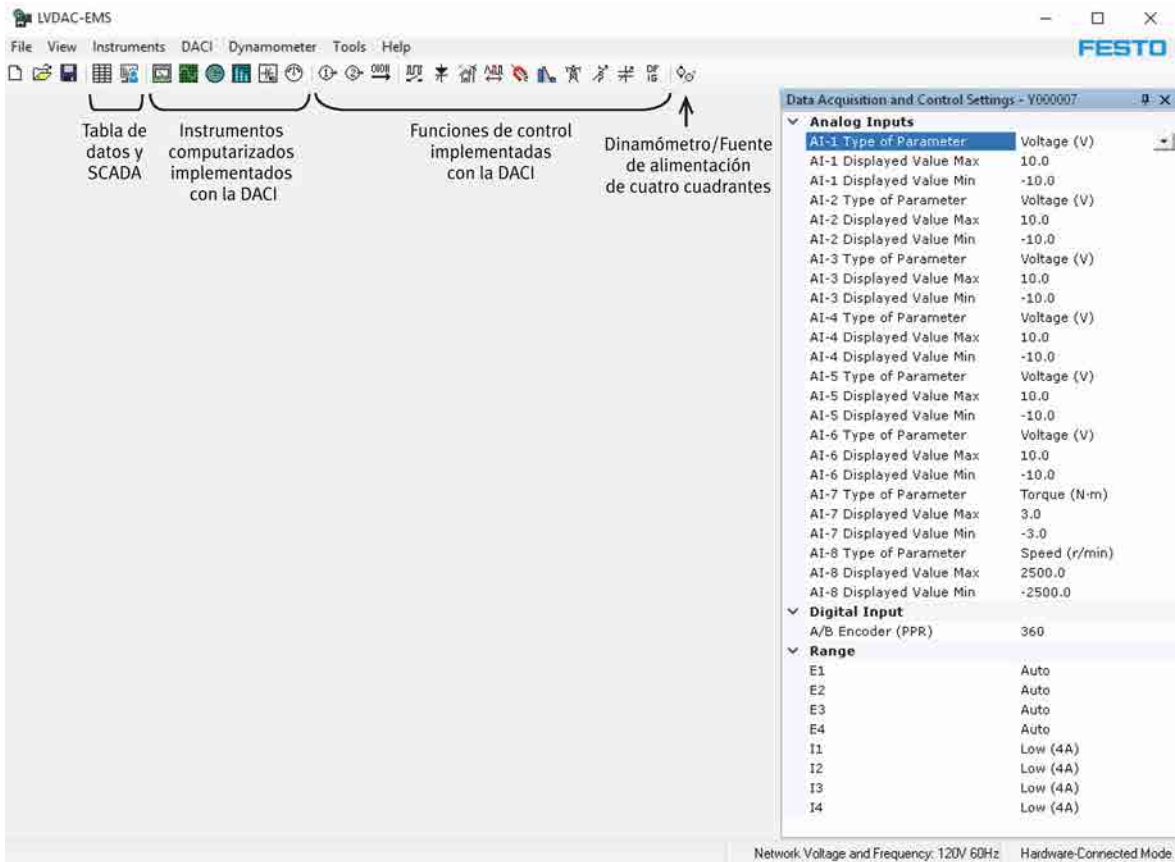 LVDAC-EMS
File View Instruments DACI Dynamometer Tools Help
FESTO
Tabla de
datos y
SCADA
Instrumentos
computarizados
implementados
con la DACI
Funciones de control
implementadas
con la DACI
Dinamómetro/Fuente
de alimentación
de cuatro cuadrantes
Data Acquisition and Control Settings - Y000007
Analog Inputs
AI-1 Type of Parameter Voltage (V)
AI-1 Displayed Value Max 10.0
AI-1 Displayed Value Min -10.0
AI-2 Type of Parameter Voltage (V)
AI-2 Displayed Value Max 10.0
AI-2 Displayed Value Min -10.0
AI-3 Type of Parameter Voltage (V)
AI-3 Displayed Value Max 10.0
AI-3 Displayed Value Min -10.0
AI-4 Type of Parameter Voltage (V)
AI-4 Displayed Value Max 10.0
AI-4 Displayed Value Min -10.0
AI-5 Type of Parameter Voltage (V)
AI-5 Displayed Value Max 10.0
AI-5 Displayed Value Min -10.0
AI-6 Type of Parameter Voltage (V)
AI-6 Displayed Value Max 10.0
AI-6 Displayed Value Min -10.0
AI-7 Type of Parameter Torque (N·m)
AI-7 Displayed Value Max 3.0
AI-7 Displayed Value Min -3.0
AI-8 Type of Parameter Speed (r/min)
AI-8 Displayed Value Max 2500.0
AI-8 Displayed Value Min -2500.0
Digital Input
A/B Encoder (PPR) 360
Range
E1 Auto
E2 Auto
E3 Auto
E4 Auto
I1 Low (4A)
I2 Low (4A)
I3 Low (4A)
I4 Low (4A)
Network Voltage and Frequency: 120V 60Hz Hardware-Connected Mode